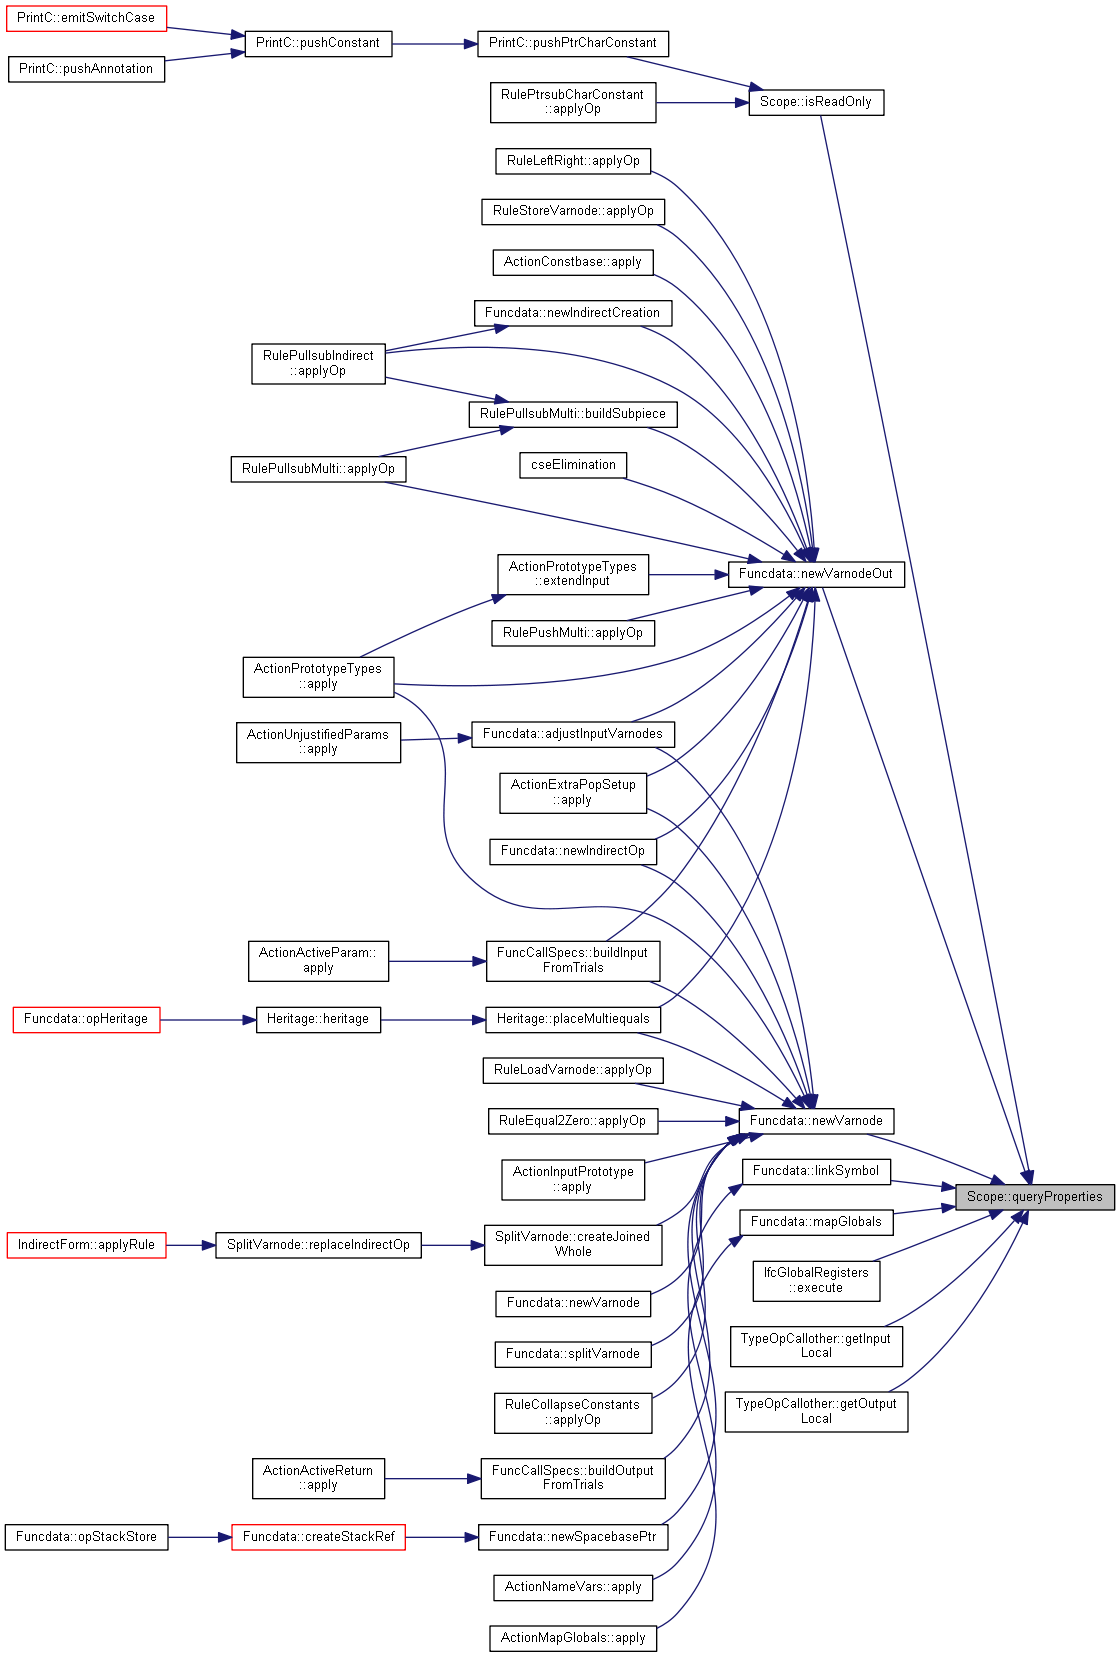 PrintC::emitSwitchCase
PrintC::pushConstant
PrintC::pushPtrCharConstant
PrintC::pushAnnotation
RulePtrsubCharConstant
::applyOp
Scope::isReadOnly
RuleLeftRight::applyOp
RuleStoreVarnode::applyOp
ActionConstbase::apply
Funcdata::newIndirectCreation
RulePullsubIndirect
::applyOp
RulePullsubMulti::buildSubpiece
RulePullsubMulti::applyOp
cseElimination
ActionPrototypeTypes
::extendInput
Funcdata::newVarnodeOut
RulePushMulti::applyOp
ActionPrototypeTypes
::apply
ActionUnjustifiedParams
::apply
Funcdata::adjustInputVarnodes
ActionExtraPopSetup
::apply
Funcdata::newIndirectOp
ActionActiveParam::
apply
FuncCallSpecs::buildInput
FromTrials
Funcdata::opHeritage
Heritage::heritage
Heritage::placeMultiequals
RuleLoadVarnode::applyOp
RuleEqual2Zero::applyOp
Funcdata::newVarnode
ActionInputPrototype
::apply
Funcdata::linkSymbol
Scope::queryProperties
Funcdata::mapGlobals
IndirectForm::applyRule
SplitVarnode::replaceIndirectOp
SplitVarnode::createJoined
Whole
IfcGlobalRegisters
::execute
Funcdata::newVarnode
TypeOpCallother::getInput
Local
Funcdata::splitVarnode
RuleCollapseConstants
::applyOp
TypeOpCallother::getOutput
Local
ActionActiveReturn
::apply
FuncCallSpecs::buildOutput
FromTrials
Funcdata::opStackStore
Funcdata::createStackRef
Funcdata::newSpacebasePtr
ActionNameVars::apply
ActionMapGlobals::apply